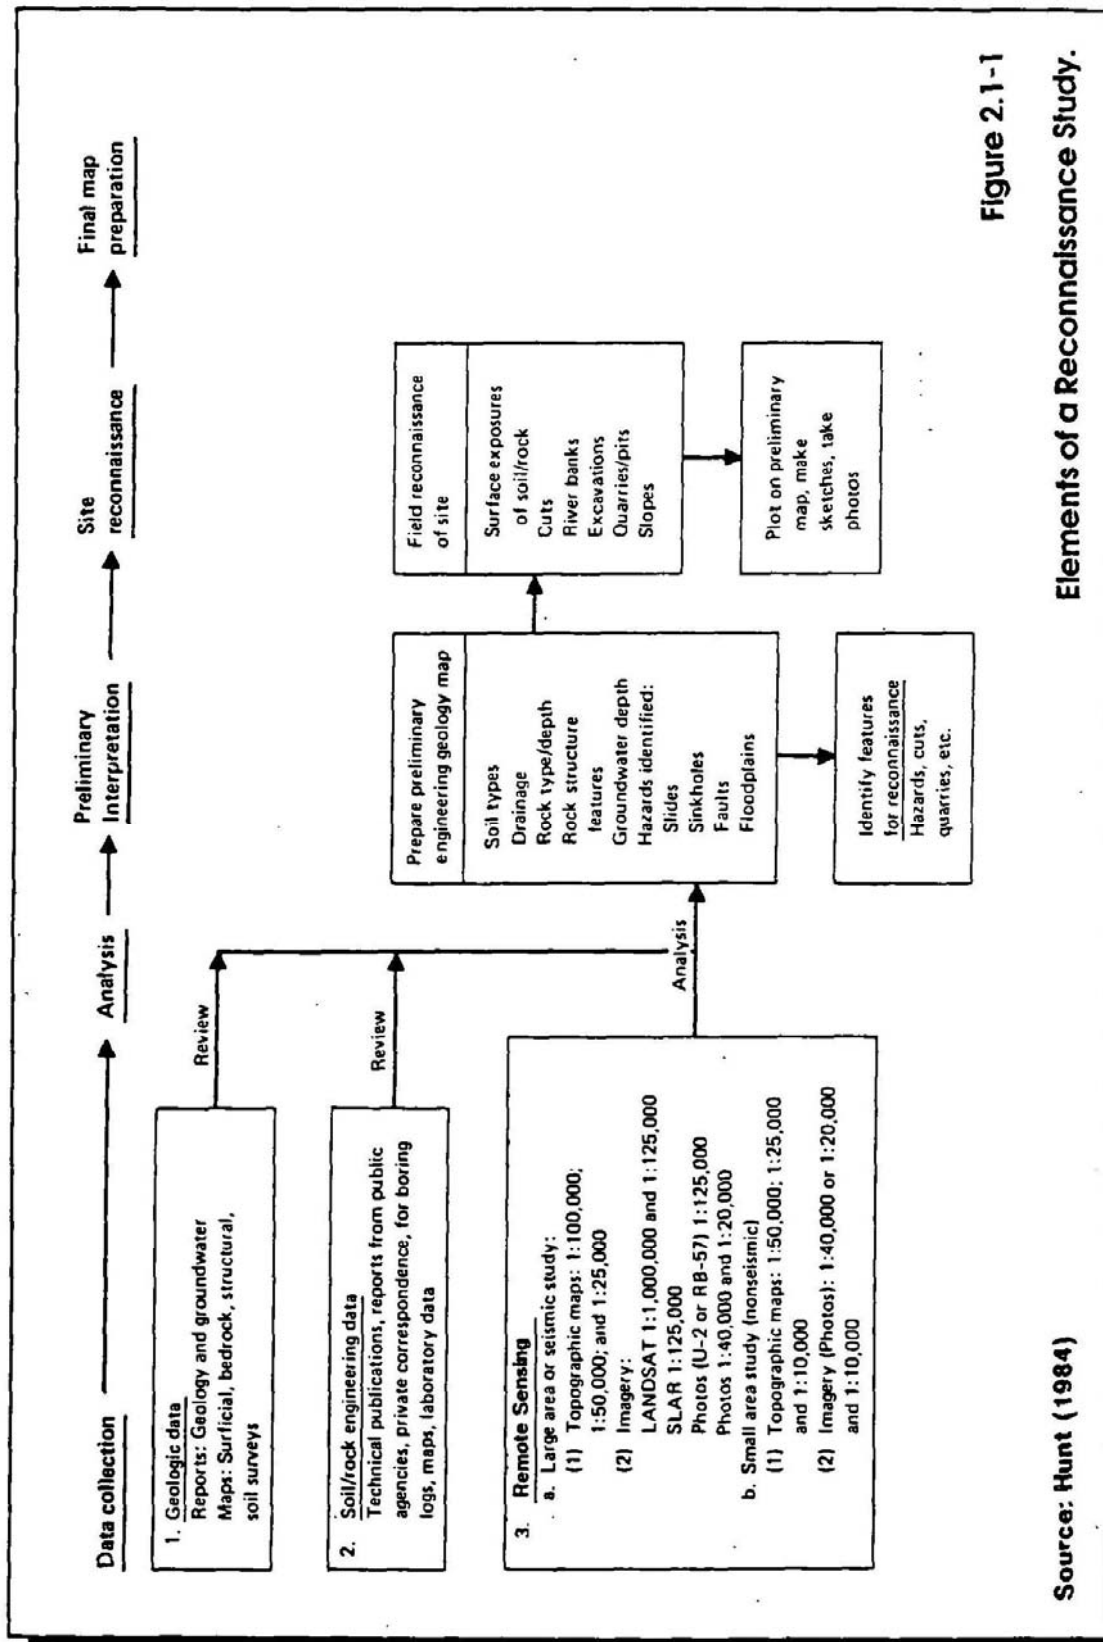 Data collection
Analysis
Preliminary
Interpretation
Site
reconnaissance
Final map
preparation
1. Geologic data
Reports: Geology and groundwater
Maps: Surficial, bedrock, structural,
soil surveys
Review
2. Soil/rock engineering data
Technical publications, reports from public
agencies, private correspondence, for boring
logs, maps, laboratory data
Review
3. Remote Sensing
a. Large area or seismic study:
(1) Topographic maps: 1:100,000;
1:50,000; and 1:25,000
(2) Imagery:
LANDSAT 1:1,000,000 and 1:125,000
SLAR 1:125,000
Photos (U-2 or RB-57) 1:125,000
Photos 1:40,000 and 1:20,000
b. Small area study (nonseismic)
(1) Topographic maps: 1:50,000; 1:25,000
and 1:10,000
(2) Imagery (Photos): 1:40,000 or 1:20,000
and 1:10,000
Analysis
Prepare preliminary
engineering geology map
Soil types
Drainage
Rock type/depth
Rock structure
features
Groundwater depth
Hazards identified:
Slides
Sinkholes
Faults
Floodplains
Identify features
for reconnaissance
Hazards, cuts,
quarries, etc.
Field reconnaissance
of site
Surface exposures
of soil/rock
Cuts
River banks
Excavations
Quarries/pits
Slopes
Plot on preliminary
map, make
sketches, take
photos
Figure 2.1-1
Source: Hunt (1984)
Elements of a Reconnaissance Study.